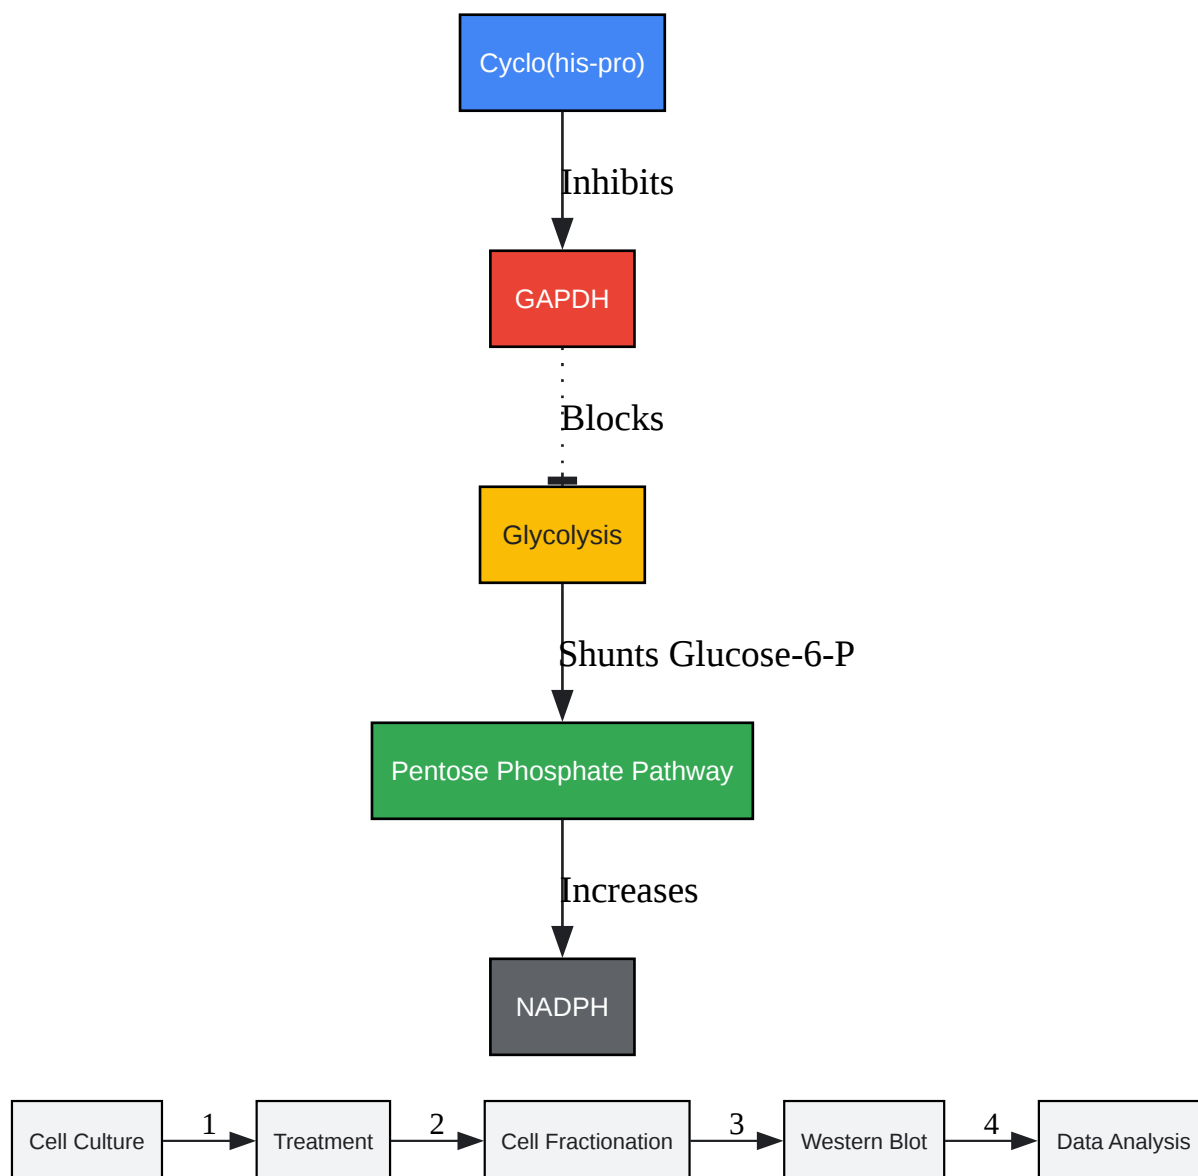 Cyclo(his-pro)
Inhibits
GAPDH
Blocks
Glycolysis
Shunts Glucose-6-P
Pentose Phosphate Pathway
Increases
NADPH
Cell Culture
1
Treatment
2
Cell Fractionation
3
Western Blot
4
Data Analysis